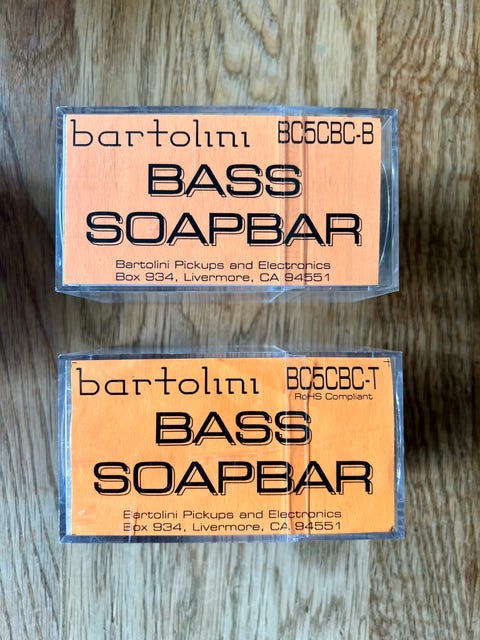 bartolini BC5CBC-B
BASS
SOAPBAR
Bartolini Pickups and Electronics
Box 934, Livermore, CA 94551
bartolini BC5CBC-T
RoHS Compliant
BASS
SOAPBAR
Bartolini Pickups and Electronics
Box 934, Livermore, CA 94551